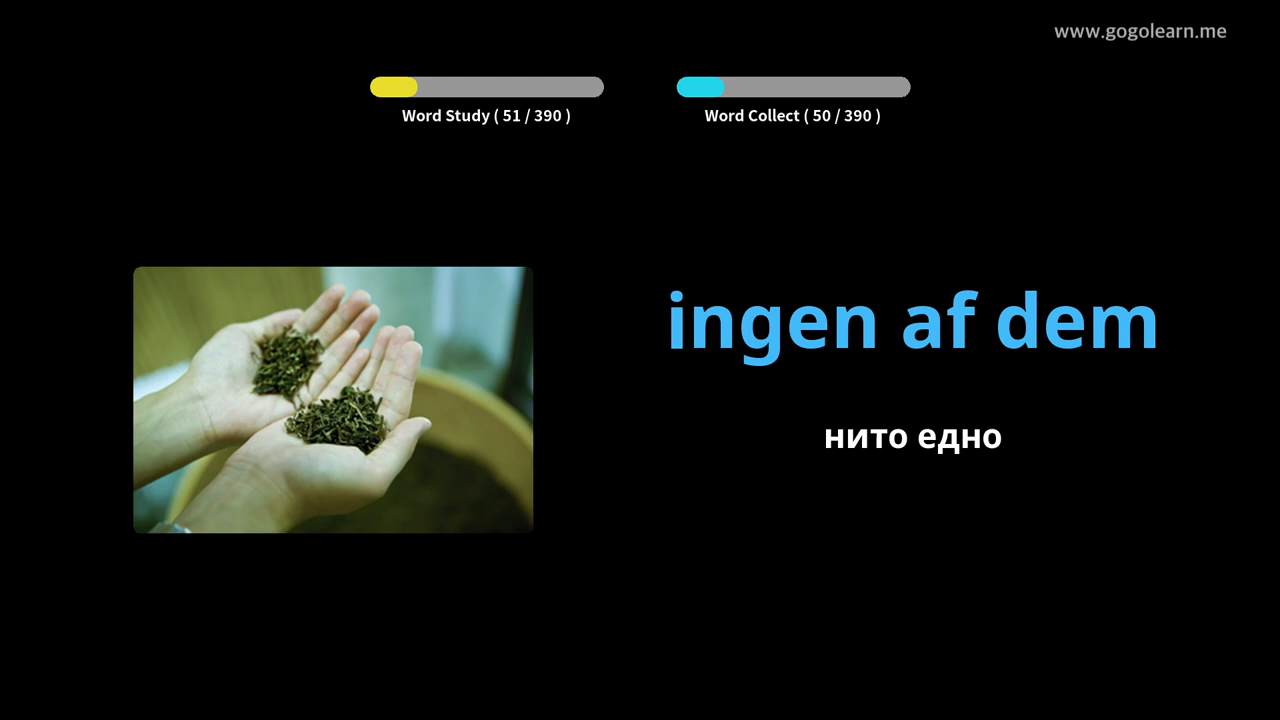 www.gogolearn.me
Word Study ( 51 / 390 )
Word Collect ( 50 / 390 )
ingen af dem
нито едно